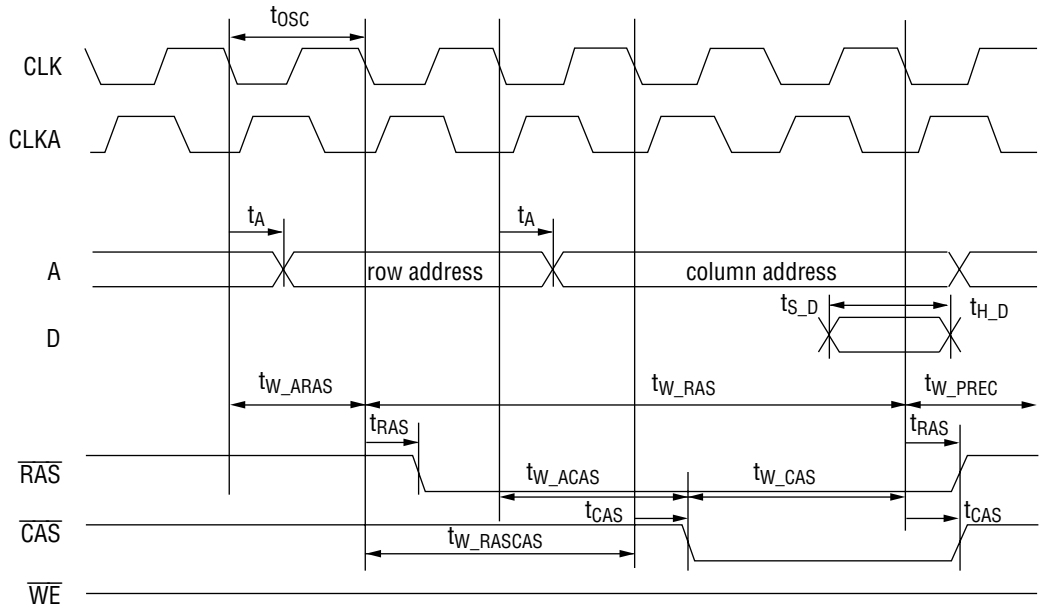 tOSC
CLK
CLKA
tA tA
A row address column address
tS_D tH_D
D
tW_ARAS tW_RAS tW_PREC
tRAS tRAS
RAS
tW_ACAS tW_CAS
tCAS tCAS
CAS
tW_RASCAS
WE